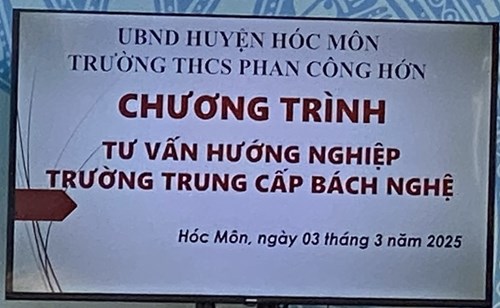 UBND HUYỆN HÓC MÔN
TRƯỜNG THCS PHAN CÔNG HỚN
CHƯƠNG TRÌNH
TƯ VẤN HƯỚNG NGHIỆP
TRƯỜNG TRUNG CẤP BÁCH NGHỆ
Hóc Môn, ngày 03 tháng 3 năm 2025